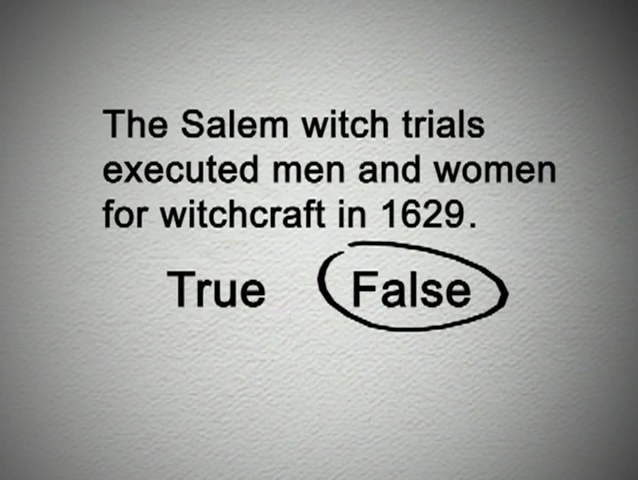 The Salem witch trials
executed men and women
for witchcraft in 1629.
True False